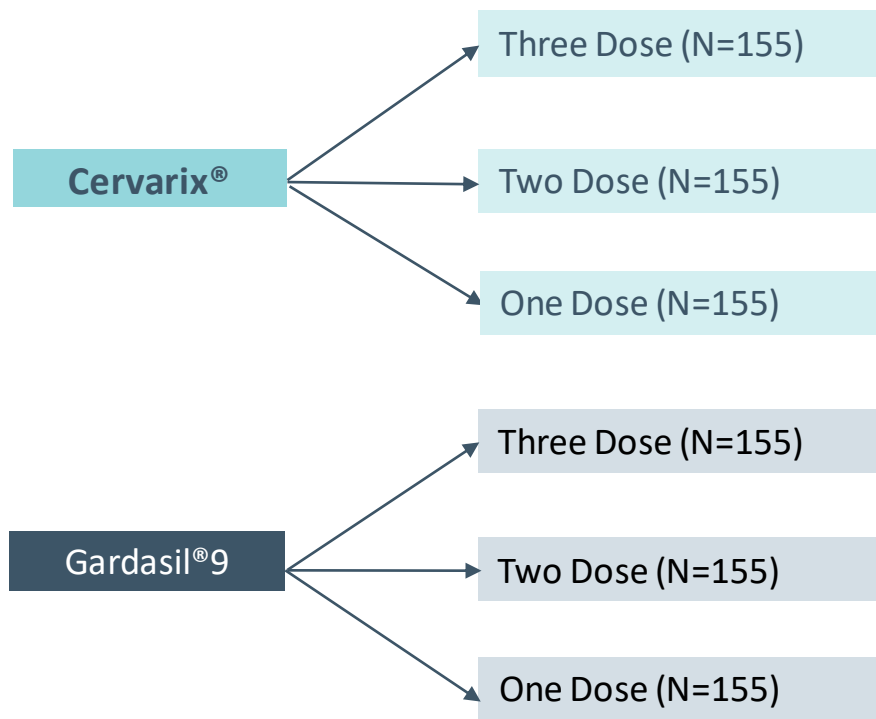 Three Dose (N=155)
Cervarix®
Two Dose (N=155)
One Dose (N=155)
Three Dose (N=155)
Gardasil®9
Two Dose (N=155)
One Dose (N=155)